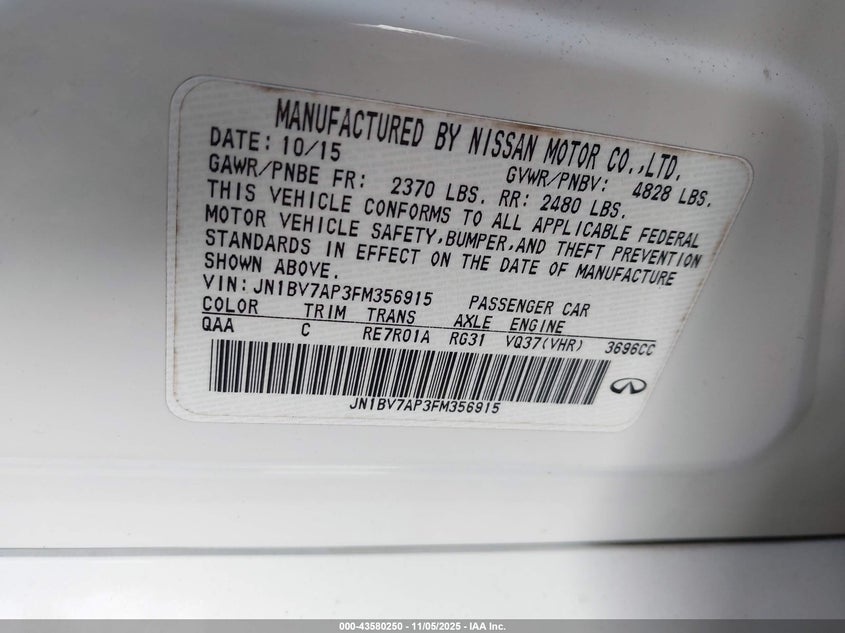 MANUFACTURED BY NISSAN MOTOR CO.,LTD.
DATE: 10/15 GVWR/PNBV: 4828 LBS.
GAWR/PNBE FR: 2370 LBS. RR: 2480 LBS.
THIS VEHICLE CONFORMS TO ALL APPLICABLE FEDERAL
MOTOR VEHICLE SAFETY,BUMPER,AND THEFT PREVENTION
STANDARDS IN EFFECT ON THE DATE OF MANUFACTURE
SHOWN ABOVE.
VIN: JN1BV7AP3FM356915 PASSENGER CAR
COLOR TRIM TRANS AXLE ENGINE
QAA C RE7R01A RG31 VQ37(VHR) 3696CC
JN1BV7AP3FM356915
000-43580250 - 11/05/2025 - IAA Inc.